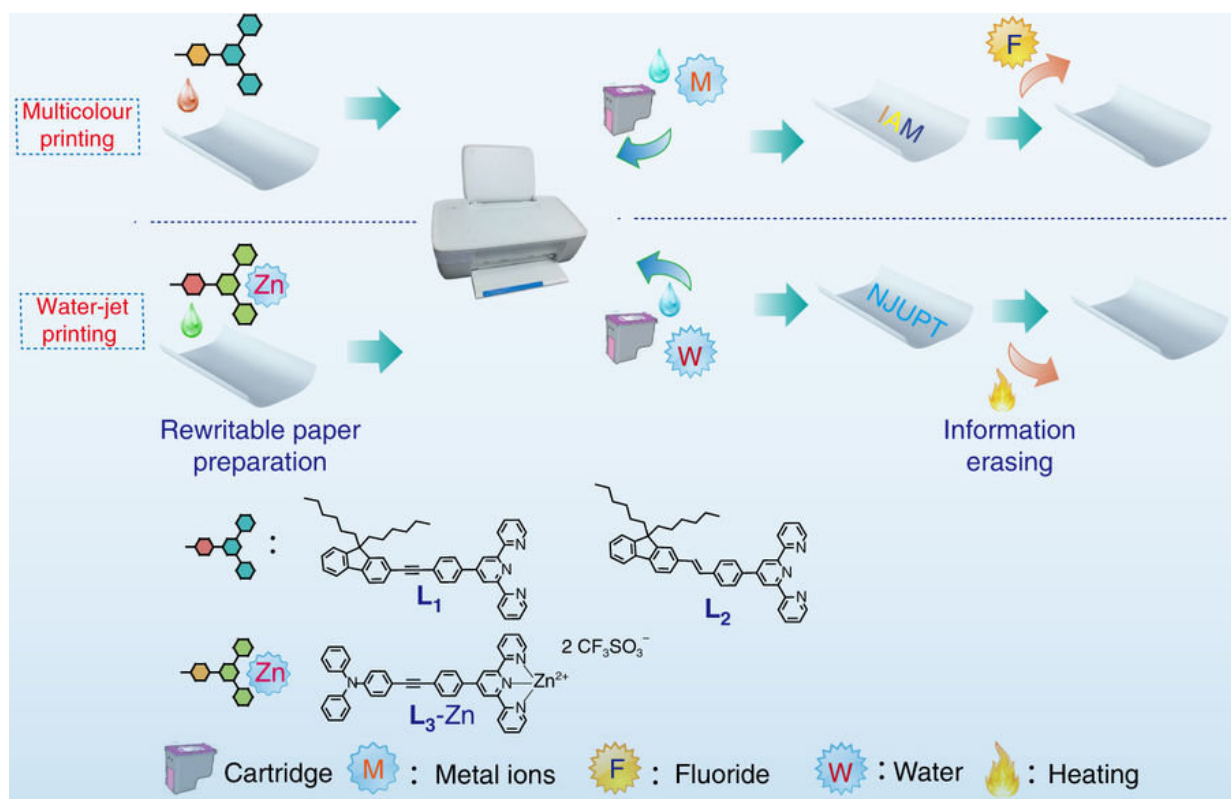 F
M
Multicolour
printing
IAM
Zn
Water-jet
printing
W
NJUPT
Rewritable paper
preparation
Information
erasing
:
N
N
N
L₁
N
N
N
L₂
Zn
N
N
N
N
Zn²⁺
2 CF₃SO₃⁻
L₃-Zn
Cartridge
M : Metal ions
F : Fluoride
W : Water
: Heating